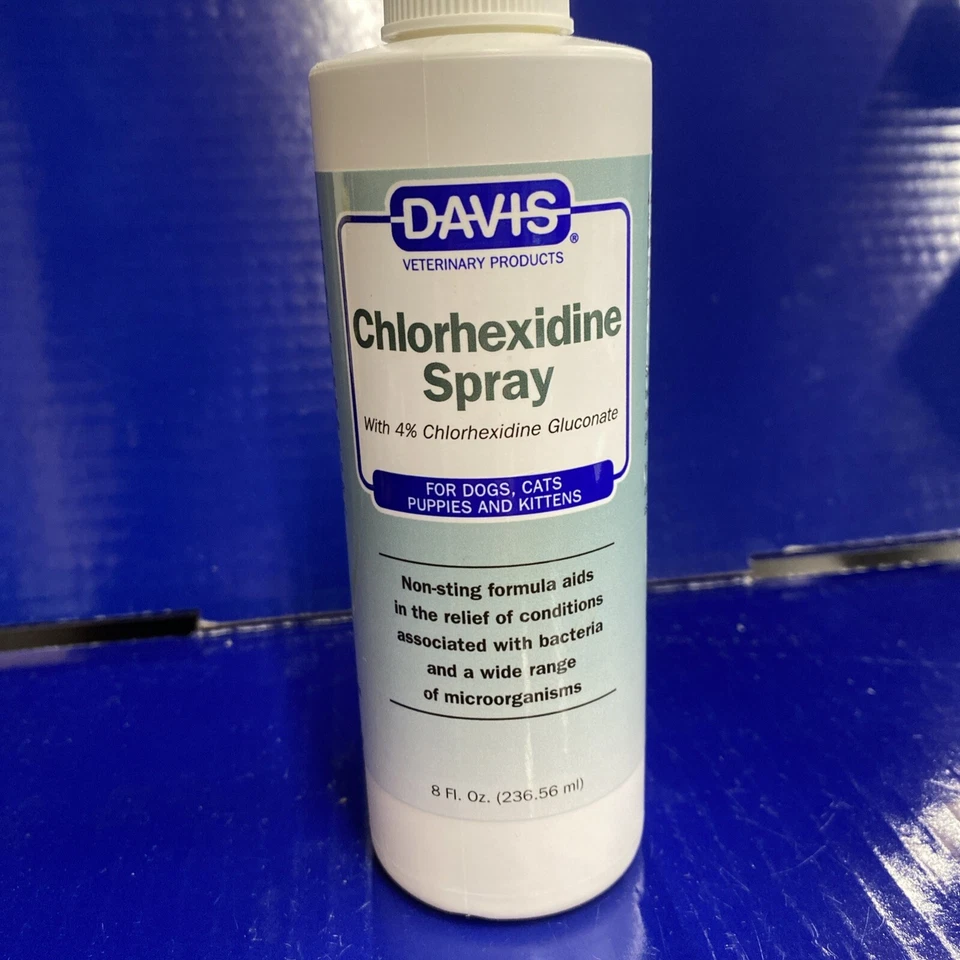 DAVIS®
VETERINARY PRODUCTS
Chlorhexidine
Spray
With 4% Chlorhexidine Gluconate
FOR DOGS, CATS
PUPPIES AND KITTENS
Non-sting formula aids
in the relief of conditions
associated with bacteria
and a wide range
of microorganisms
8 Fl. Oz. (236.56 ml)